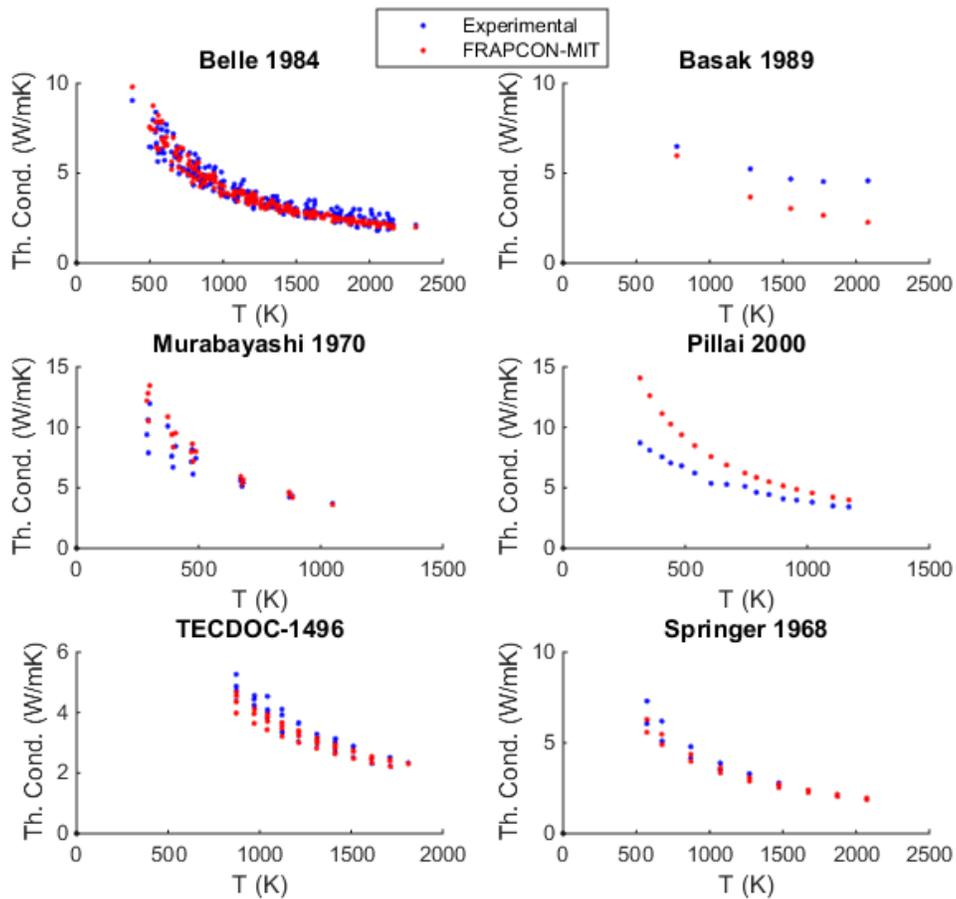 Experimental
FRAPCON-MIT
Belle 1984
Th. Cond. (W/mK)
10
5
0
0 500 1000 1500 2000 2500
T (K)
Basak 1989
Th. Cond. (W/mK)
10
5
0
0 500 1000 1500 2000 2500
T (K)
Murabayashi 1970
Th. Cond. (W/mK)
15
10
5
0
0 500 1000 1500
T (K)
Pillai 2000
Th. Cond. (W/mK)
15
10
5
0
0 500 1000 1500
T (K)
TECDOC-1496
Th. Cond. (W/mK)
6
4
2
0
0 500 1000 1500 2000
T (K)
Springer 1968
Th. Cond. (W/mK)
10
5
0
0 500 1000 1500 2000 2500
T (K)